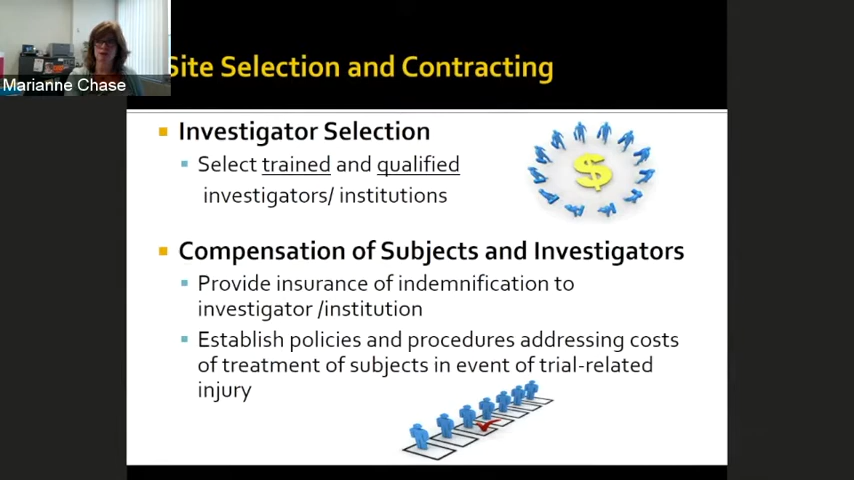 Marianne Chase
Site Selection and Contracting
Investigator Selection
Select trained and qualified
investigators/ institutions
Compensation of Subjects and Investigators
Provide insurance of indemnification to
investigator /institution
Establish policies and procedures addressing costs
of treatment of subjects in event of trial-related
injury
$